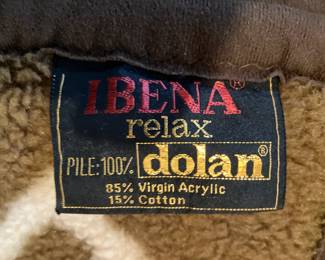 IBENA®
relax
PILE:100% dolan®
85% Virgin Acrylic
15% Cotton